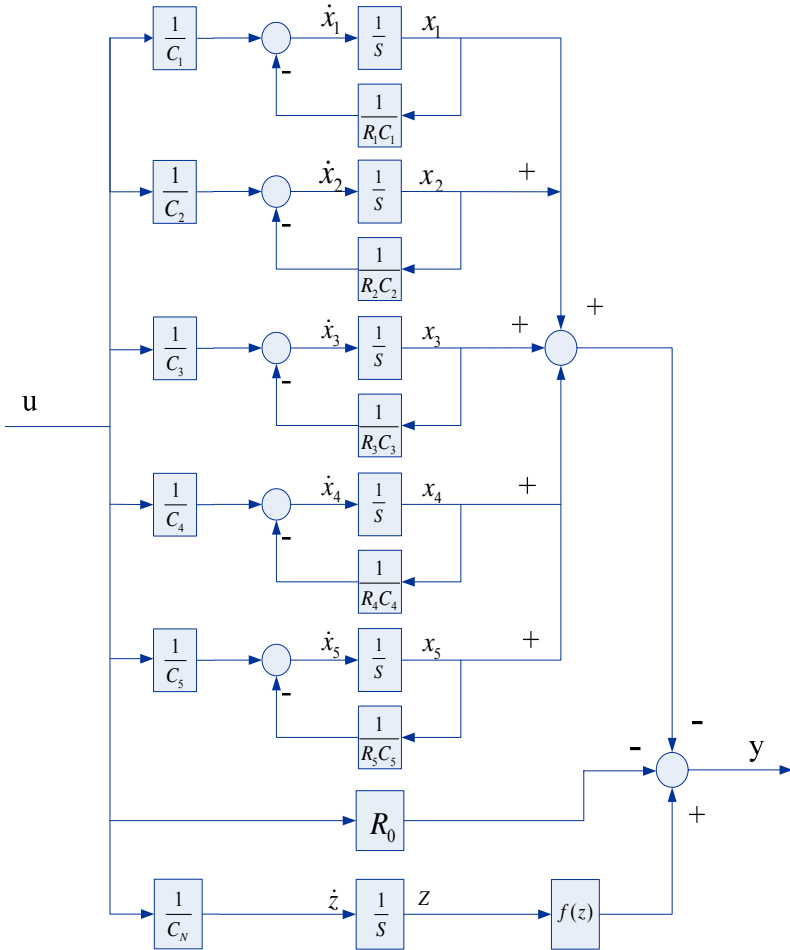 1/C₁ ẋ₁ 1/S x₁
-
1/R₁C₁
1/C₂ ẋ₂ 1/S x₂ +
-
1/R₂C₂
+
1/C₃ ẋ₃ 1/S x₃ +
-
1/R₃C₃
u
1/C₄ ẋ₄ 1/S x₄ +
-
1/R₄C₄
1/C₅ ẋ₅ 1/S x₅ +
-
1/R₅C₅
-
- y
R₀ +
1/C_N ż 1/S Z f(z)